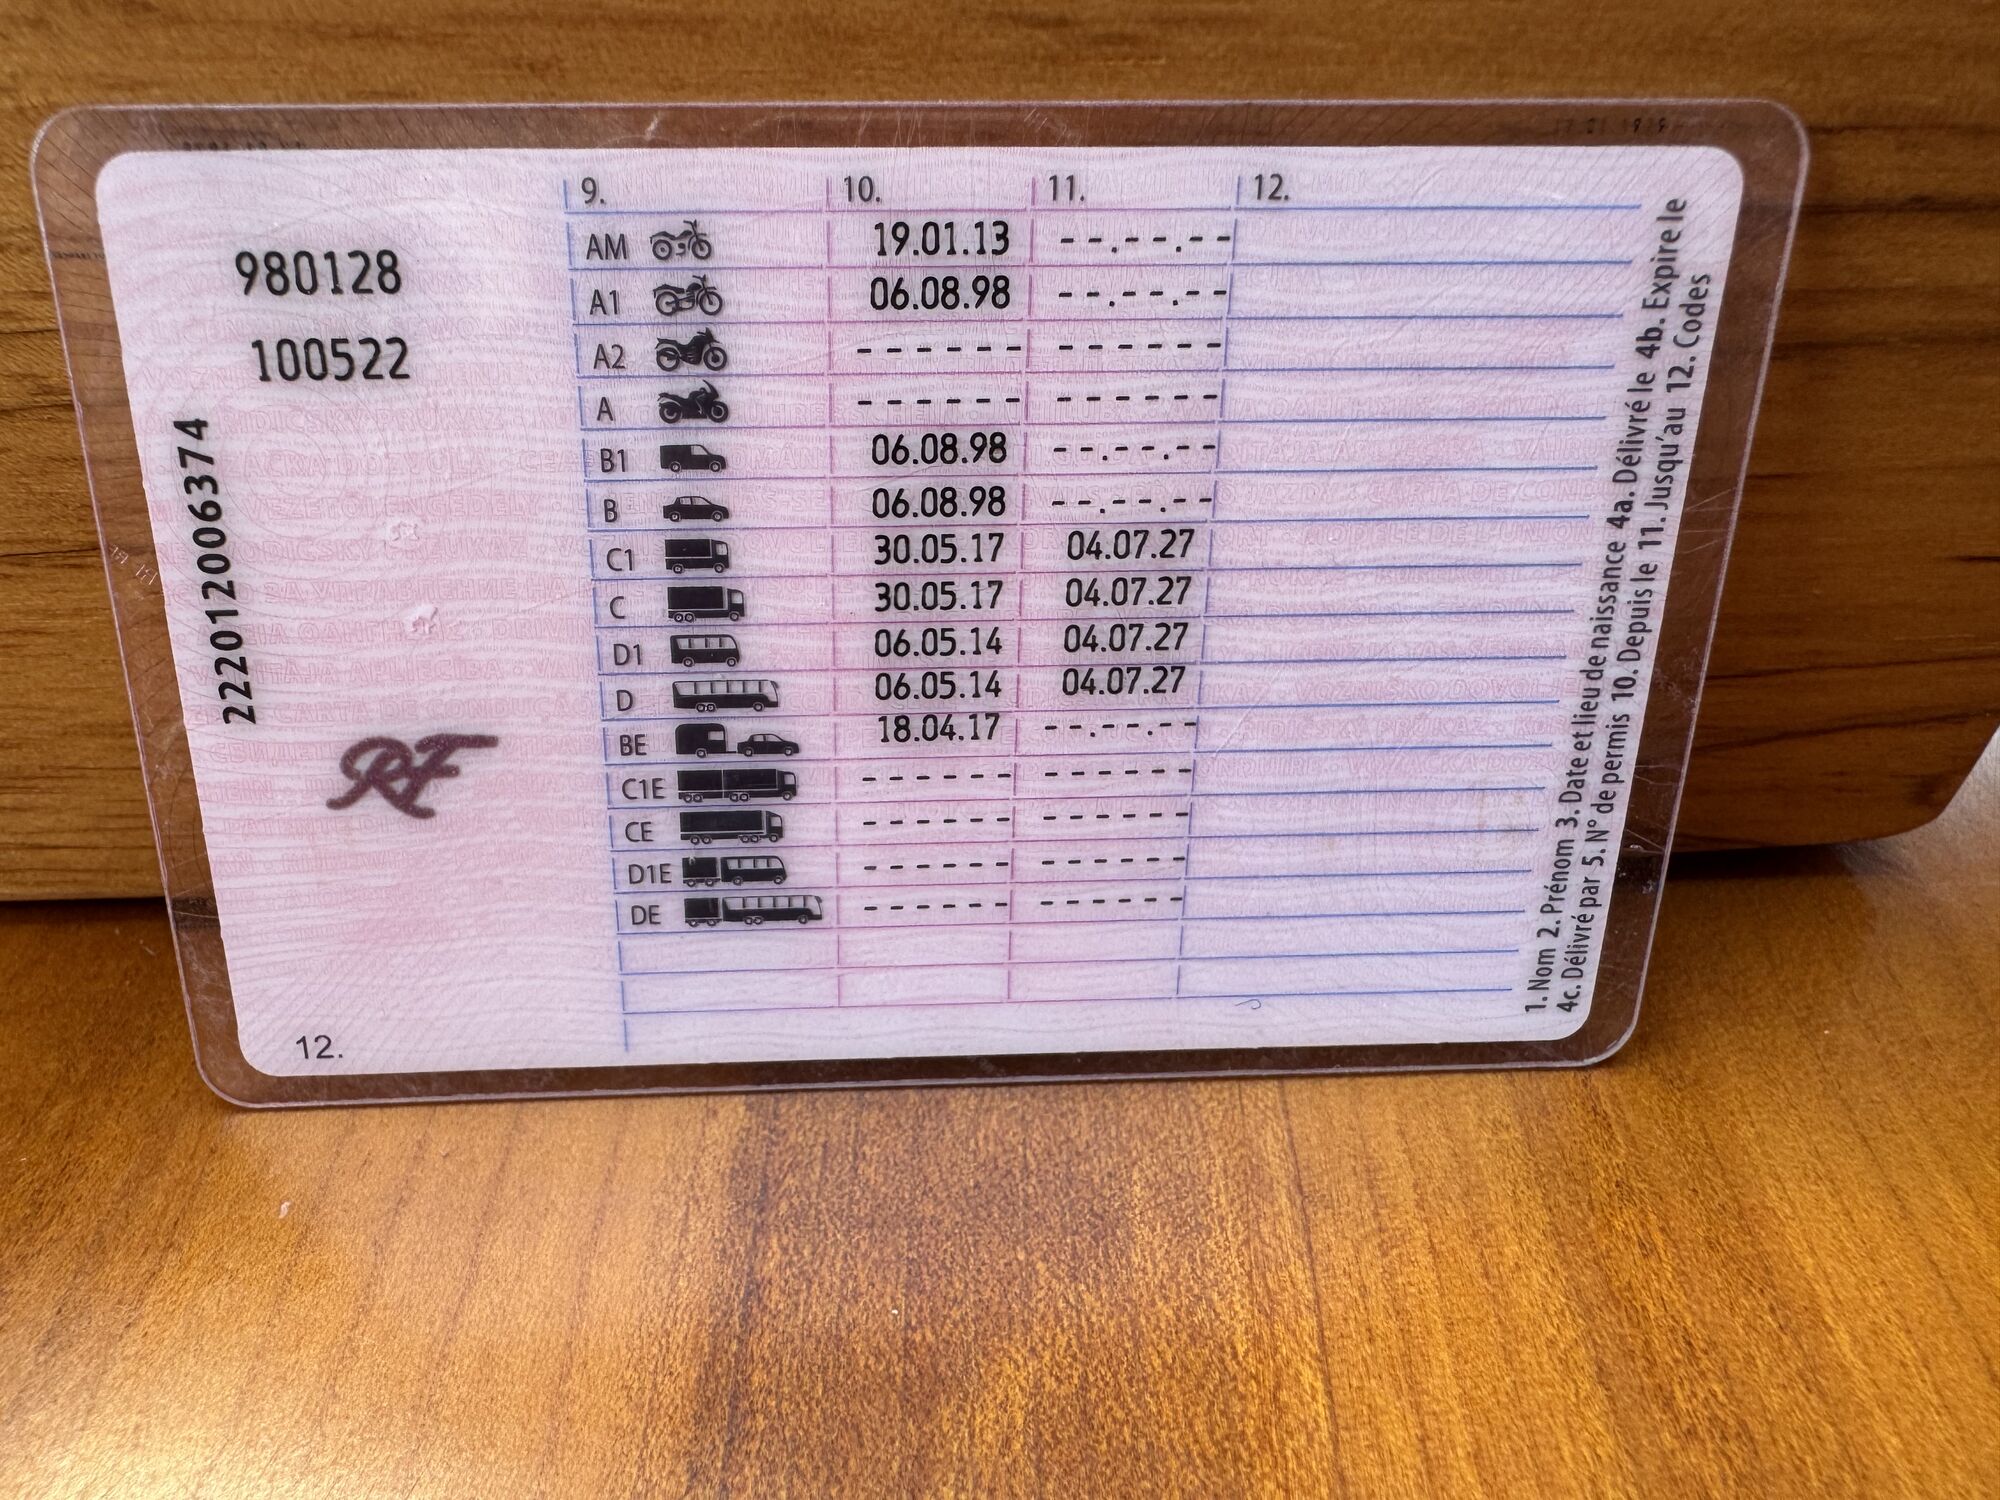 980128
100522
222012006374
RF
12.
9. 10. 11. 12.
AM 19.01.13 --.--.--
A1 06.08.98 --.--.--
A2 ------ ------
A ------ ------
B1 06.08.98 --.--.--
B 06.08.98 --.--.--
C1 30.05.17 04.07.27
C 30.05.17 04.07.27
D1 06.05.14 04.07.27
D 06.05.14 04.07.27
BE 18.04.17 --.--.--
C1E ------ ------
CE ------ ------
D1E ------ ------
DE ------ ------
1. Nom 2. Prénom 3. Date et lieu de naissance 4a. Délivré le 4b. Expire le
4c. Délivré par 5. N° de permis 10. Depuis le 11. Jusqu'au 12. Codes